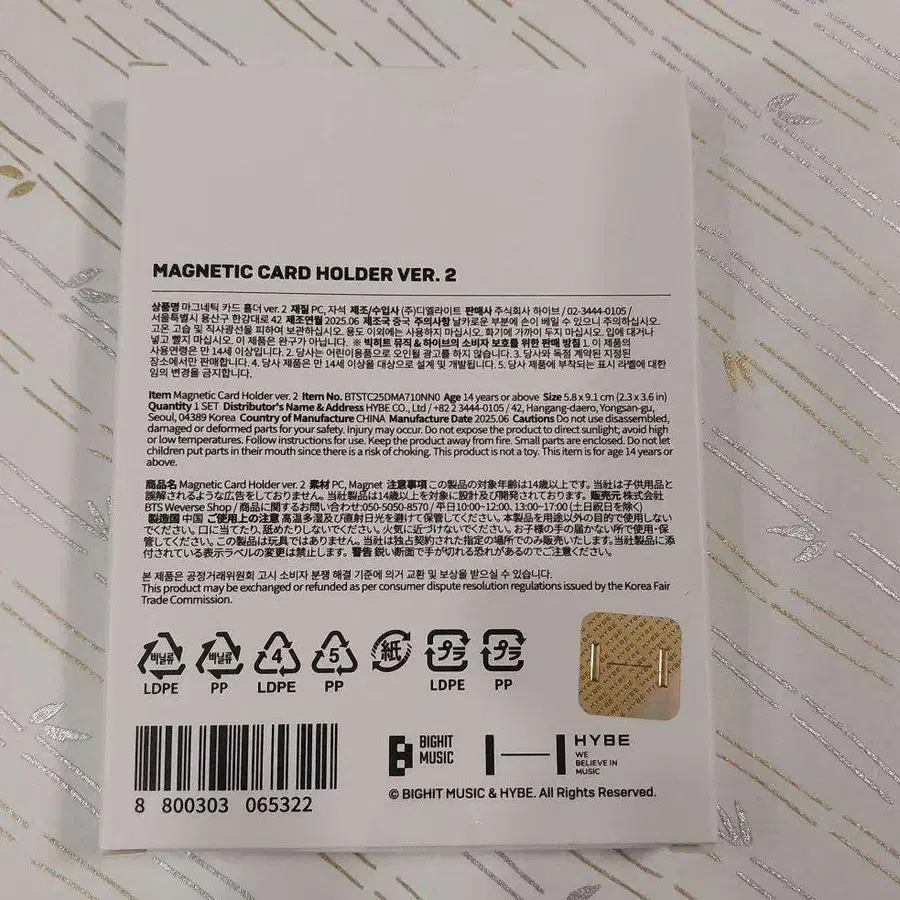 MAGNETIC CARD HOLDER VER. 2
상품명 마그네틱 카드 홀더 ver. 2 재질 PC, 자석 제조/수입사 (주)디엘라이트 판매사 주식회사 하이브 / 02-3444-0105 /
서울특별시 용산구 한강대로 42 제조연월 2025.06 제조국 중국 주의사항 날카로운 부분에 손이 베일 수 있으니 주의하십시오.
고온 고습 및 직사광선을 피하여 보관하십시오. 용도 이외에는 사용하지 마십시오. 화기에 가까이 두지 마십시오. 입에 대거나
넣고 빨지 마십시오. 이 제품은 완구가 아닙니다. ※ 빅히트 뮤직 & 하이브의 소비자 보호를 위한 판매 방침 1. 이 제품의
사용연령은 만 14세 이상입니다. 2. 당사는 어린이용품으로 오인될 광고를 하지 않습니다. 3. 당사와 독점 계약된 지정된
장소에서만 판매합니다. 4. 당사 제품은 만 14세 이상을 대상으로 설계 및 개발됩니다. 5. 당사 제품에 부착되는 표시 라벨에 대한
임의 변경을 금지합니다.
Item Magnetic Card Holder ver. 2 Item No. BTSTC25DMA710NN0 Age 14 years or above Size 5.8 x 9.1 cm (2.3 x 3.6 in)
Quantity 1 SET Distributor's Name & Address HYBE CO., Ltd / +82 2 3444-0105 / 42, Hangang-daero, Yongsan-gu,
Seoul, 04389 Korea Country of Manufacture CHINA Manufacture Date 2025.06 Cautions Do not use disassembled,
damaged or deformed parts for your safety. Injury may occur. Do not expose the product to direct sunlight; avoid high
or low temperatures. Follow instructions for use. Keep the product away from fire. Small parts are enclosed. Do not let
children put parts in their mouth since there is a risk of choking. This product is not a toy. This item is for age 14 years or
above.
商品名 Magnetic Card Holder ver. 2 素材 PC, Magnet 注意事項 この製品の対象年齢は14歳以上です。当社は子供用品と
誤解されるような広告をしておりません。当社製品は14歳以上を対象に設計及び開発されております。販売元 株式会社
BTS Weverse Shop / 商品に関するお問い合わせ:050-5050-8570 / 平日10:00~12:00. 13:00~17:00 (土日祝日を除く)
製造国 中国 ご使用上の注意 高温多湿及び直射日光を避けて保管してください。本製品を用途以外の目的で使用しない
でください。口に当てたり、舐めたりしないでください。火気に近づけないでください。お子様の手の届かない所で使用・保
管してください。この製品は玩具ではありません。当社は独占契約された指定の場所でのみ販売いたします。当社製品に添
付されている表示ラベルの変更は禁止します。警告 鋭い断面で手が切れる恐れがあるのでご注意ください。
본 제품은 공정거래위원회 고시 소비자 분쟁 해결 기준에 의거 교환 및 보상을 받으실 수 있습니다.
This product may be exchanged or refunded as per consumer dispute resolution regulations issued by the Korea Fair
Trade Commission.
비닐류 비닐류 4 5 紙 プラ プラ
LDPE PP LDPE PP LDPE PP
HYBE
8 800303 065322
BIGHIT
MUSIC
HYBE
WE
BELIEVE IN
MUSIC
© BIGHIT MUSIC & HYBE. All Rights Reserved.